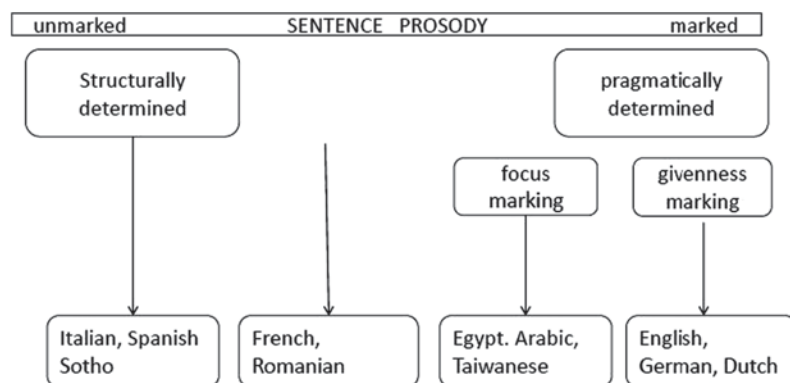 unmarked SENTENCE PROSODY marked
Structurally
determined
pragmatically
determined
focus
marking
givenness
marking
Italian, Spanish
Sotho
French,
Romanian
Egypt. Arabic,
Taiwanese
English,
German, Dutch